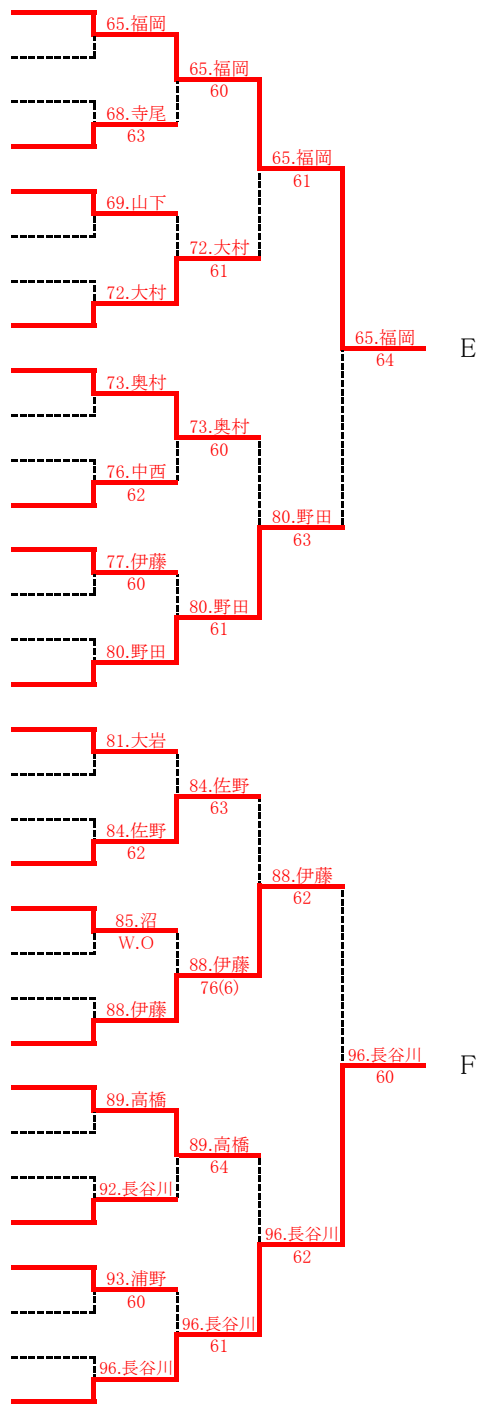 65.福岡
65.福岡
60
68.寺尾
63
65.福岡
61
69.山下
72.大村
61
72.大村
65.福岡
64
E
73.奥村
73.奥村
60
76.中西
62
80.野田
63
77.伊藤
60
80.野田
61
80.野田
81.大岩
84.佐野
63
84.佐野
62
88.伊藤
62
85.沼
W.O
88.伊藤
76(6)
88.伊藤
96.長谷川
60
F
89.高橋
89.高橋
64
92.長谷川
96.長谷川
62
93.浦野
60
96.長谷川
61
96.長谷川